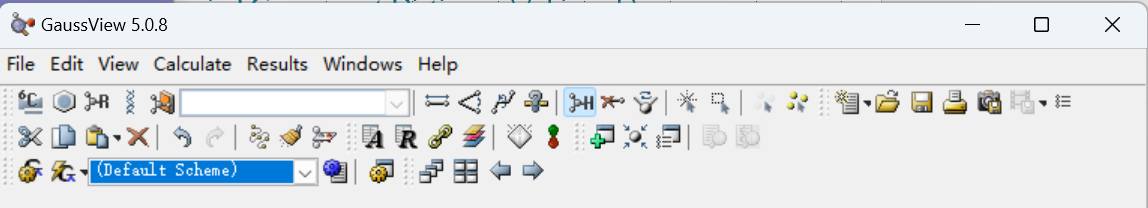 GaussView 5.0.8
File Edit View Calculate Results Windows Help
(Default Scheme)